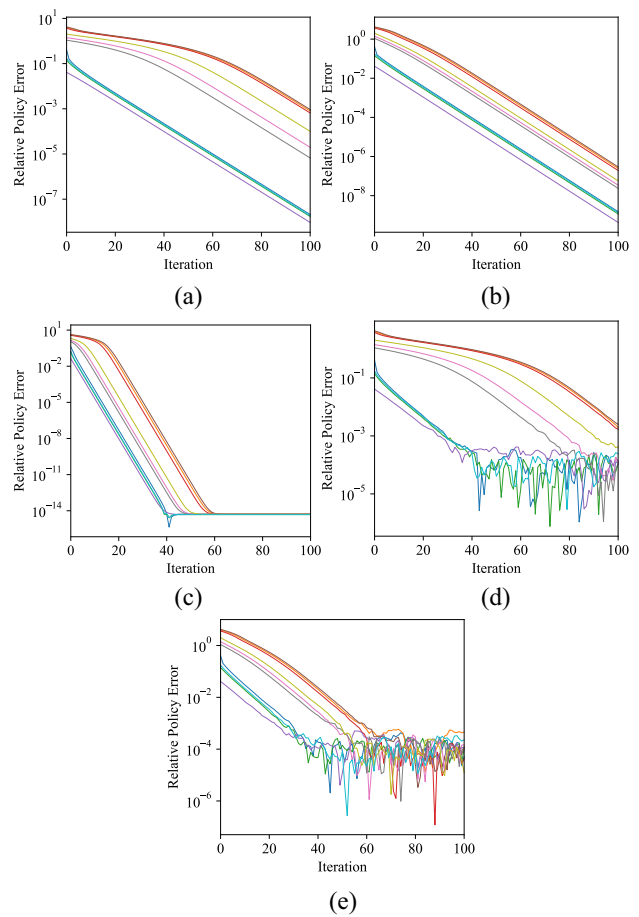 10^1
10^-1
10^-3
10^-5
10^-7
Relative Policy Error
0 20 40 60 80 100
Iteration
(a)
10^0
10^-2
10^-4
10^-6
10^-8
Relative Policy Error
0 20 40 60 80 100
Iteration
(b)
10^1
10^-2
10^-5
10^-8
10^-11
10^-14
Relative Policy Error
0 20 40 60 80 100
Iteration
(c)
10^-1
10^-3
10^-5
Relative Policy Error
0 20 40 60 80 100
Iteration
(d)
10^0
10^-2
10^-4
10^-6
Relative Policy Error
0 20 40 60 80 100
Iteration
(e)